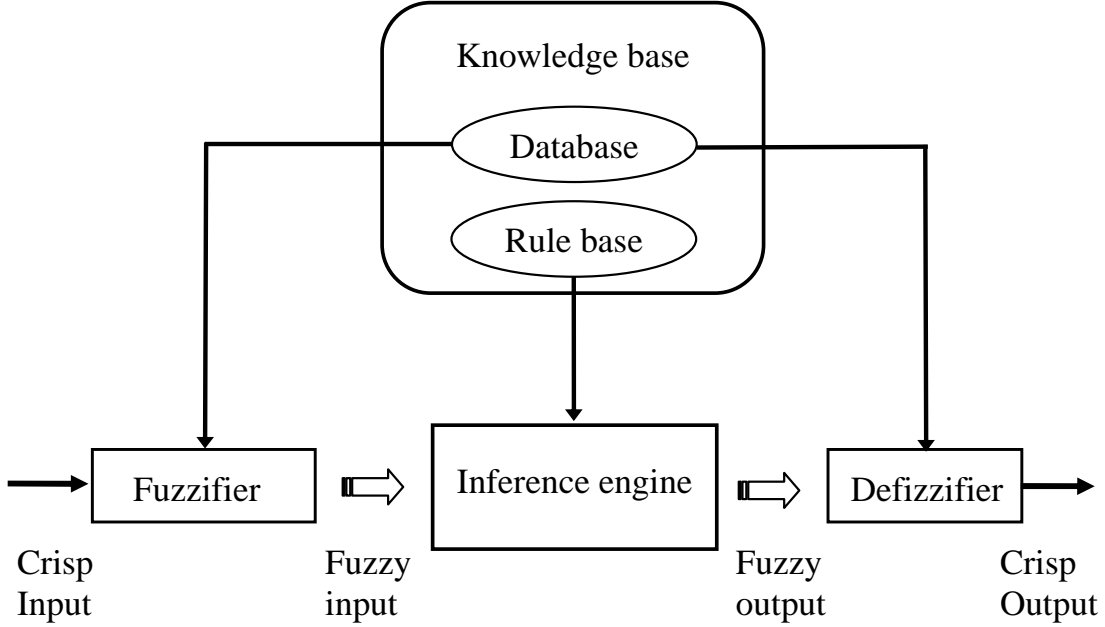 Knowledge base
Database
Rule base
Fuzzifier
Inference engine
Defizzifier
Crisp
Input
Fuzzy
input
Fuzzy
output
Crisp
Output